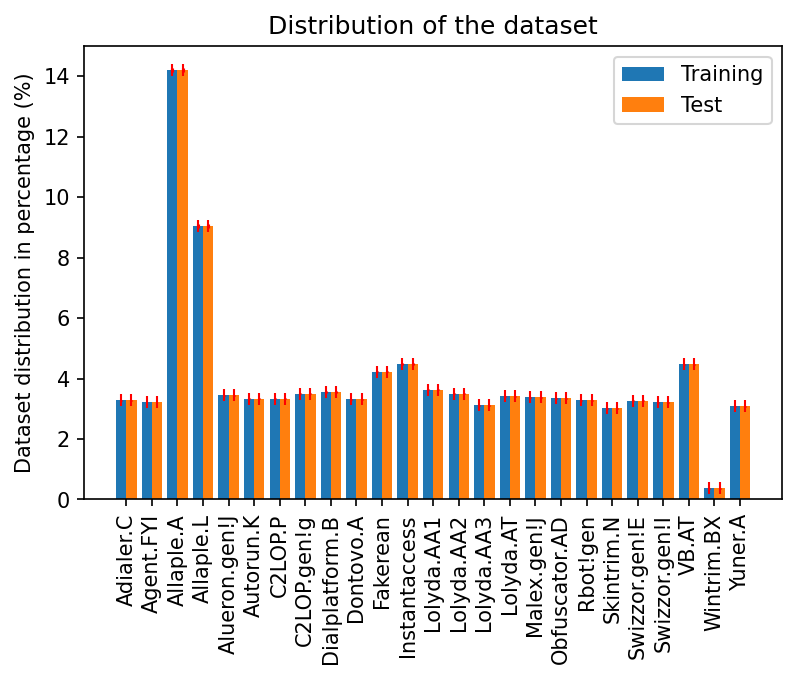 Distribution of the dataset
Dataset distribution in percentage (%)
14
12
10
8
6
4
2
0
Training
Test
Adialer.C
Agent.FYI
Allaple.A
Allaple.L
Alueron.gen!J
Autorun.K
C2LOP.P
C2LOP.gen!g
Dialplatform.B
Dontovo.A
Fakerean
Instantaccess
Lolyda.AA1
Lolyda.AA2
Lolyda.AA3
Lolyda.AT
Malex.gen!J
Obfuscator.AD
Rbot!gen
Skintrim.N
Swizzor.gen!E
Swizzor.gen!I
VB.AT
Wintrim.BX
Yuner.A